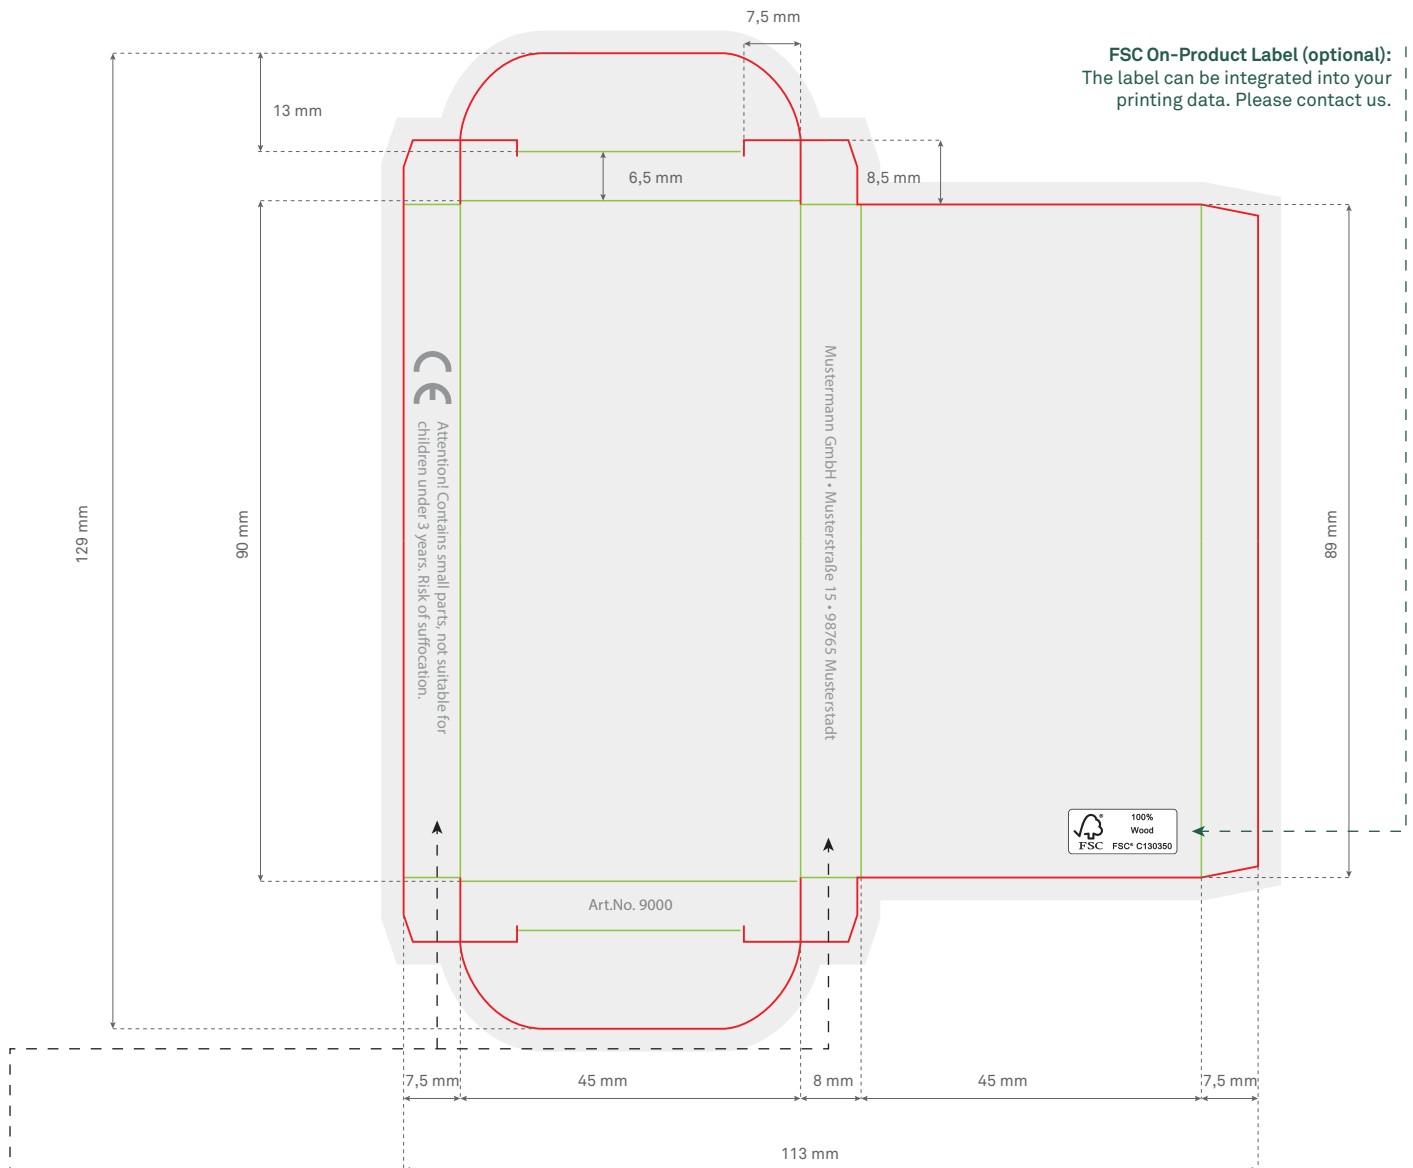 7,5 mm
FSC On-Product Label (optional):
The label can be integrated into your
printing data. Please contact us.
13 mm
6,5 mm
8,5 mm
129 mm
90 mm
CE
Attention! Contains small parts, not suitable for
children under 3 years. Risk of suffocation.
Mustermann GmbH • Musterstraße 15 • 98765 Musterstadt
89 mm
100%
Wood
FSC® C130350
FSC
Art.No. 9000
7,5 mm
45 mm
8 mm
45 mm
7,5 mm
113 mm